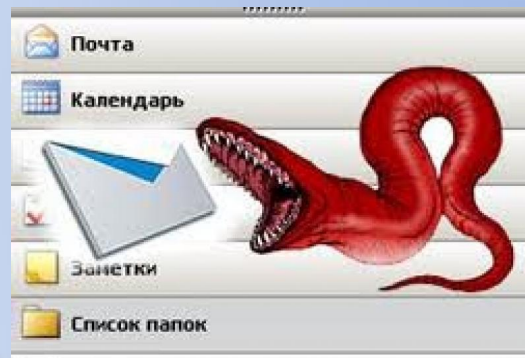 Почта
Календарь
Заметки
Список папок